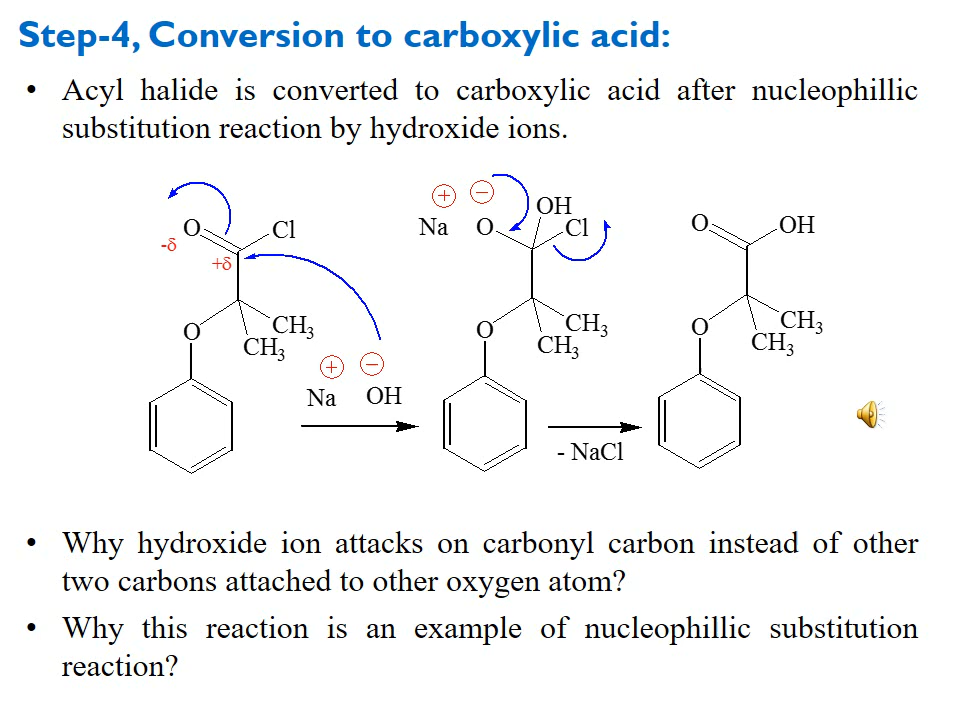 Step-4, Conversion to carboxylic acid:
• Acyl halide is converted to carboxylic acid after nucleophillic
substitution reaction by hydroxide ions.
O
Cl
-δ
+δ
O
CH3
CH3
+ −
Na OH
+ −
Na O
OH
Cl
O
CH3
CH3
- NaCl
O
OH
O
CH3
CH3
• Why hydroxide ion attacks on carbonyl carbon instead of other
two carbons attached to other oxygen atom?
• Why this reaction is an example of nucleophillic substitution
reaction?